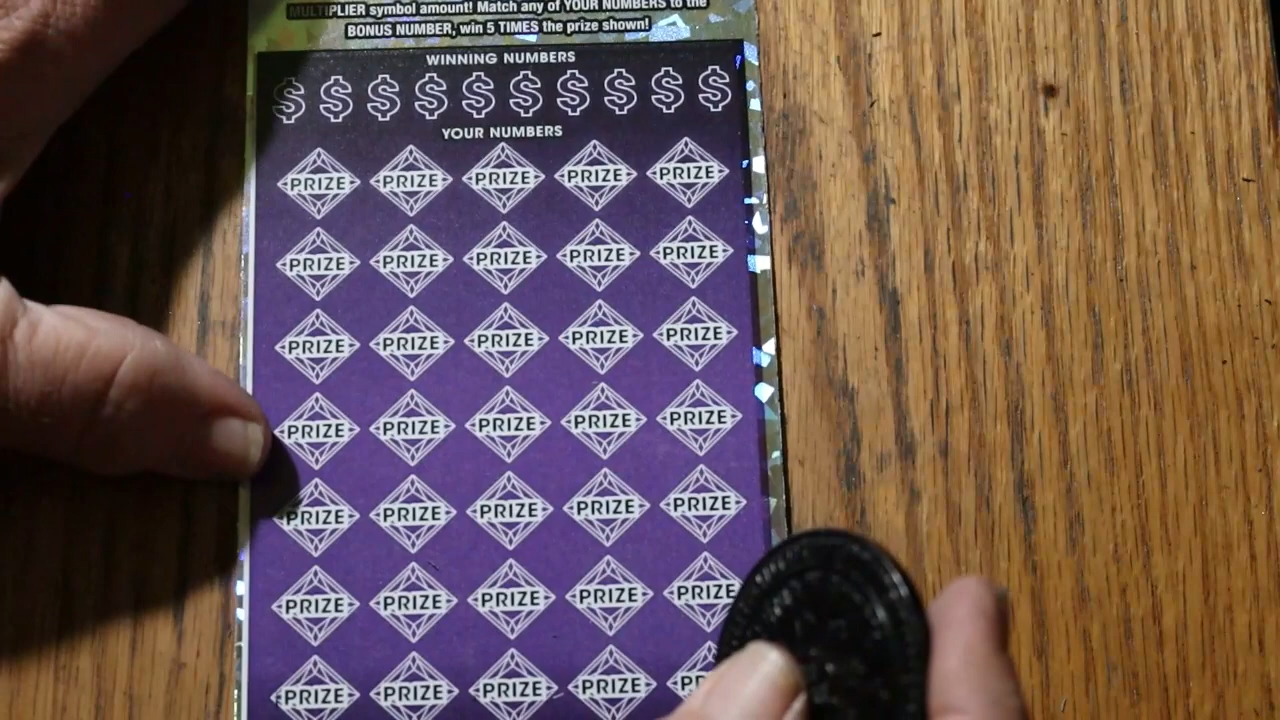 MULTIPLIER symbol amount! Match any of YOUR NUMBERS to the
BONUS NUMBER, win 5 TIMES the prize shown!
WINNING NUMBERS
$ $ $ $ $ $ $ $ $ $
YOUR NUMBERS
PRIZE PRIZE PRIZE PRIZE PRIZE
PRIZE PRIZE PRIZE PRIZE PRIZE
PRIZE PRIZE PRIZE PRIZE PRIZE
PRIZE PRIZE PRIZE PRIZE PRIZE
PRIZE PRIZE PRIZE PRIZE PRIZE
PRIZE PRIZE PRIZE PRIZE PRIZE
PRIZE PRIZE PRIZE PRIZE